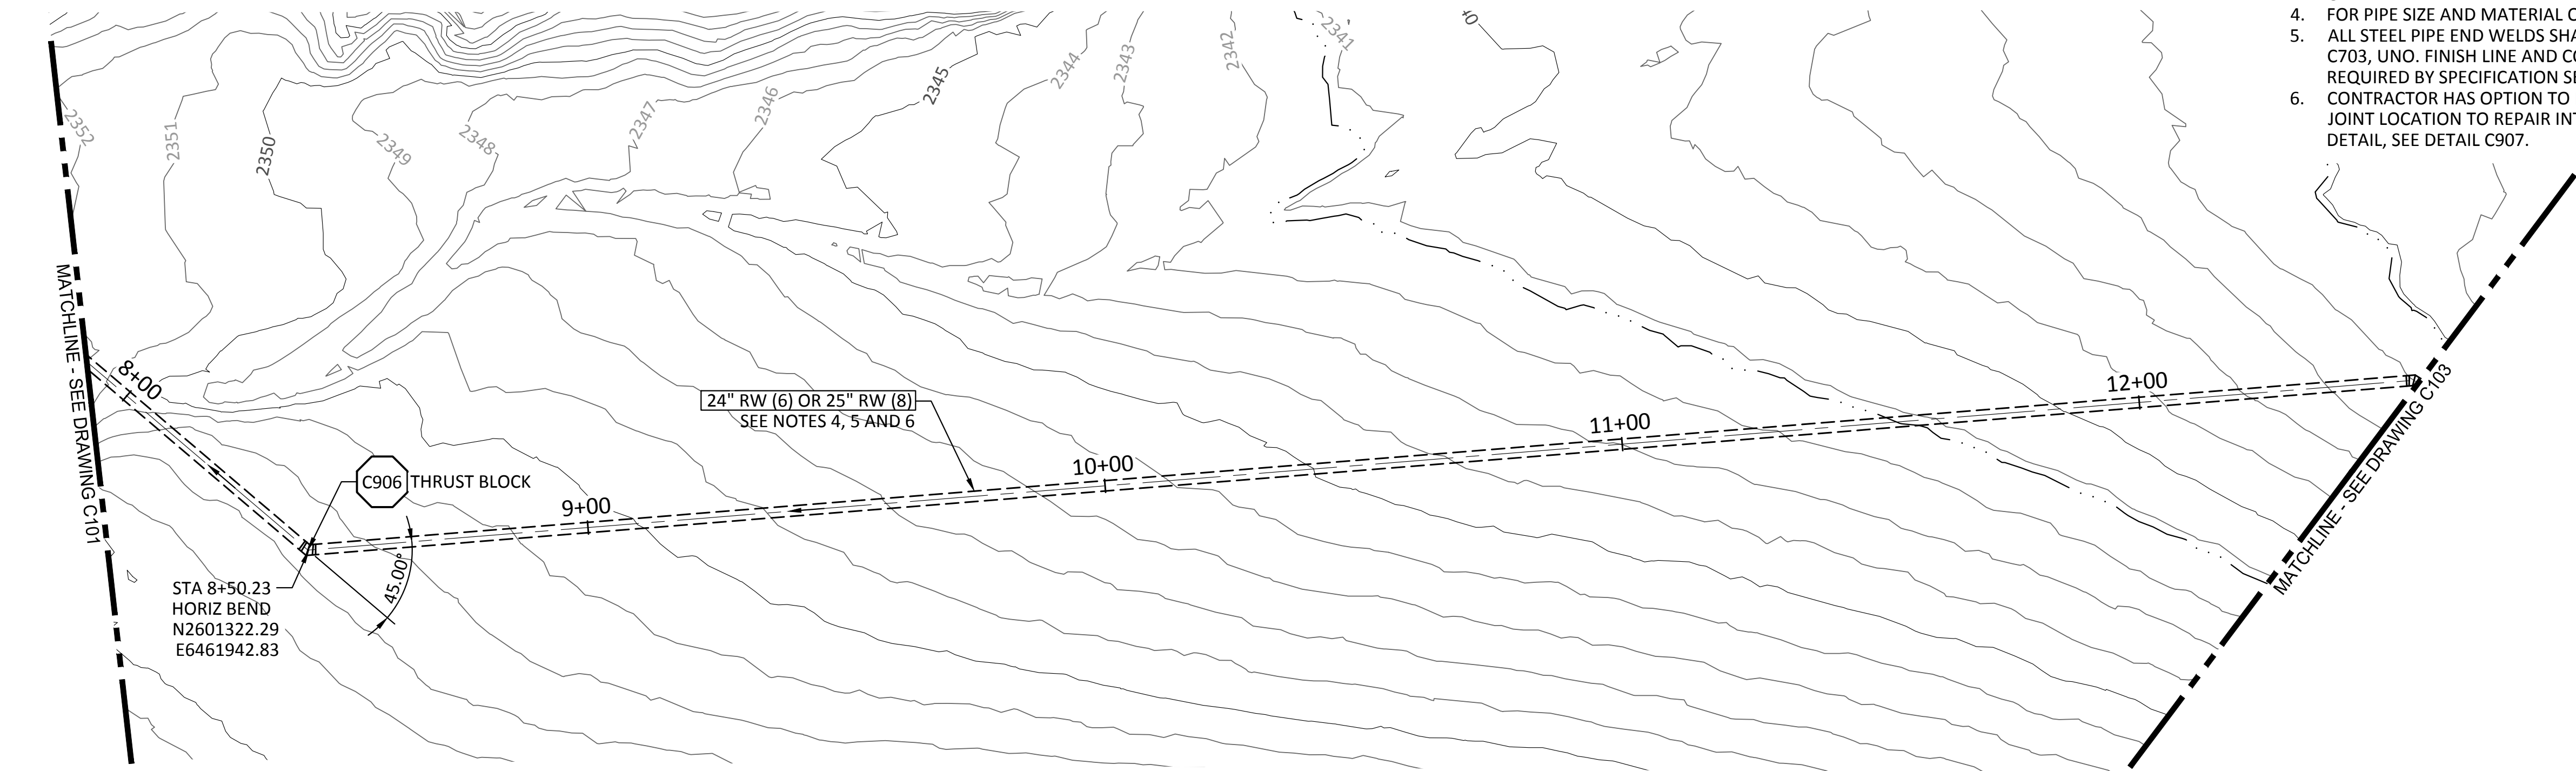 4. FOR PIPE SIZE AND MATERIAL
5. ALL STEEL PIPE END WELDS
C703, UNO. FINISH LINE AND
REQUIRED BY SPECIFICATION
6. CONTRACTOR HAS OPTION TO
JOINT LOCATION TO REPAIR
DETAIL, SEE DETAIL C907.
2352
2351
2350
2349
2348
2347
2346
2345
2344
2343
2342
2341
MATCHLINE - SEE DRAWING C101
8+00
C906 THRUST BLOCK
STA 8+50.23
HORIZ BEND
N2601322.29
E6461942.83
45.00°
9+00
24" RW (6) OR 25" RW (8)
SEE NOTES 4, 5 AND 6
10+00
11+00
12+00
MATCHLINE - SEE DRAWING C103